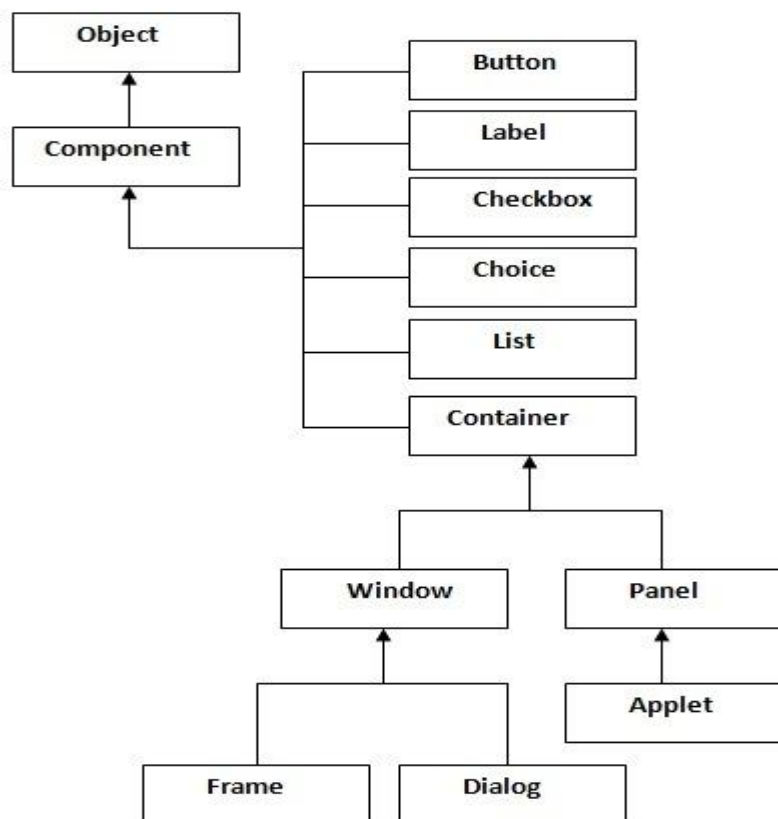 Object
Button
Label
Component
Checkbox
Choice
List
Container
Window
Panel
Applet
Frame
Dialog